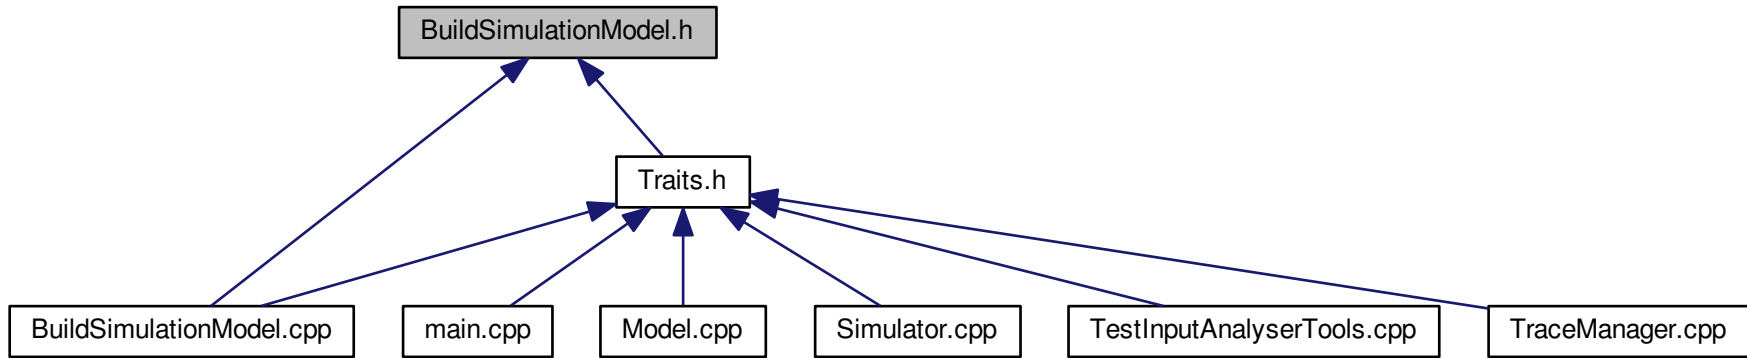 BuildSimulationModel.h
Traits.h
BuildSimulationModel.cpp
main.cpp
Model.cpp
Simulator.cpp
TestInputAnalyserTools.cpp
TraceManager.cpp